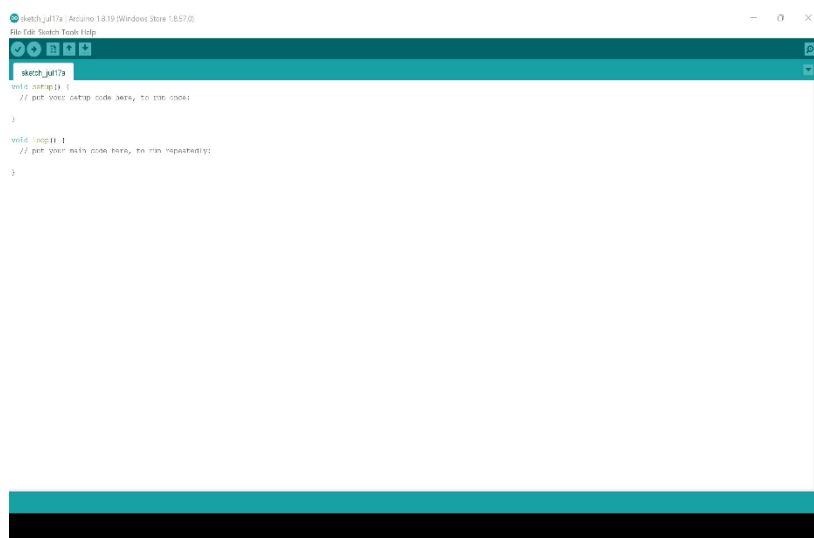 sketch_jul17a | Arduino 1.8.19 (Windows Store 1.8.57.0)
File Edit Sketch Tools Help
sketch_jul17a
void setup() {
// put your setup code here, to run once:
}
void loop() {
// put your main code here, to run repeatedly:
}